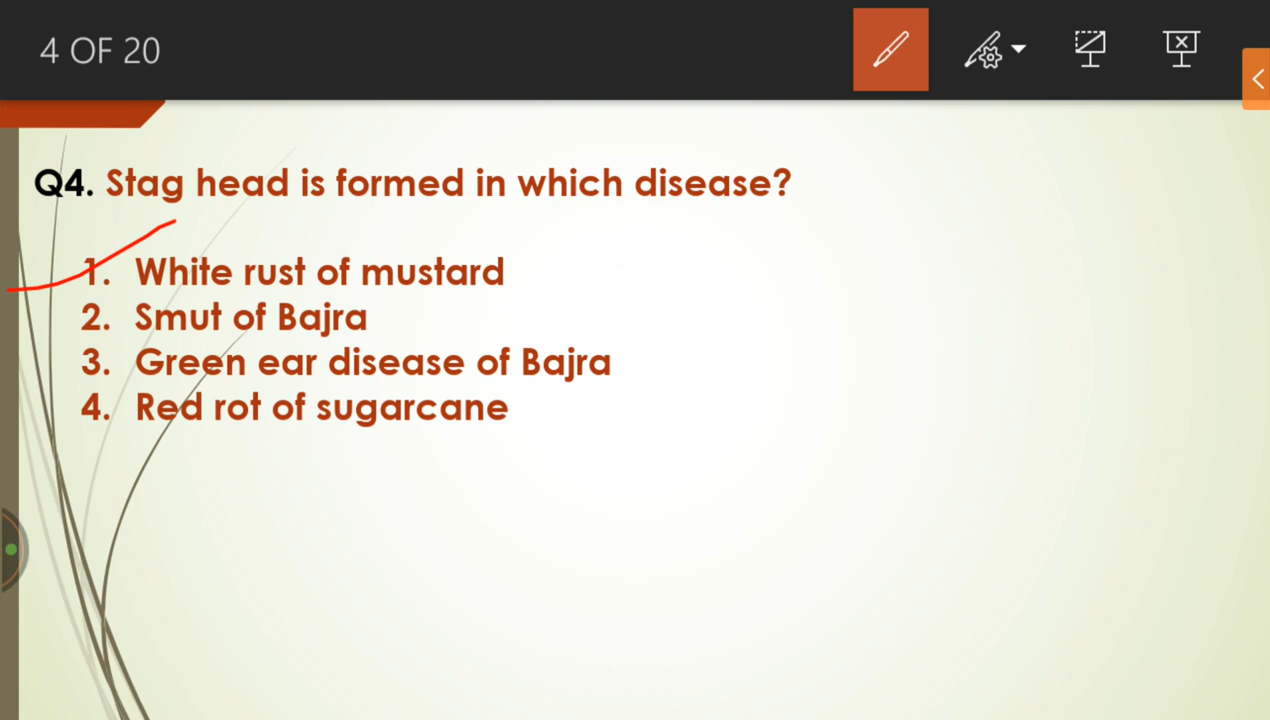 4 OF 20
Q4. Stag head is formed in which disease?
1. White rust of mustard
2. Smut of Bajra
3. Green ear disease of Bajra
4. Red rot of sugarcane